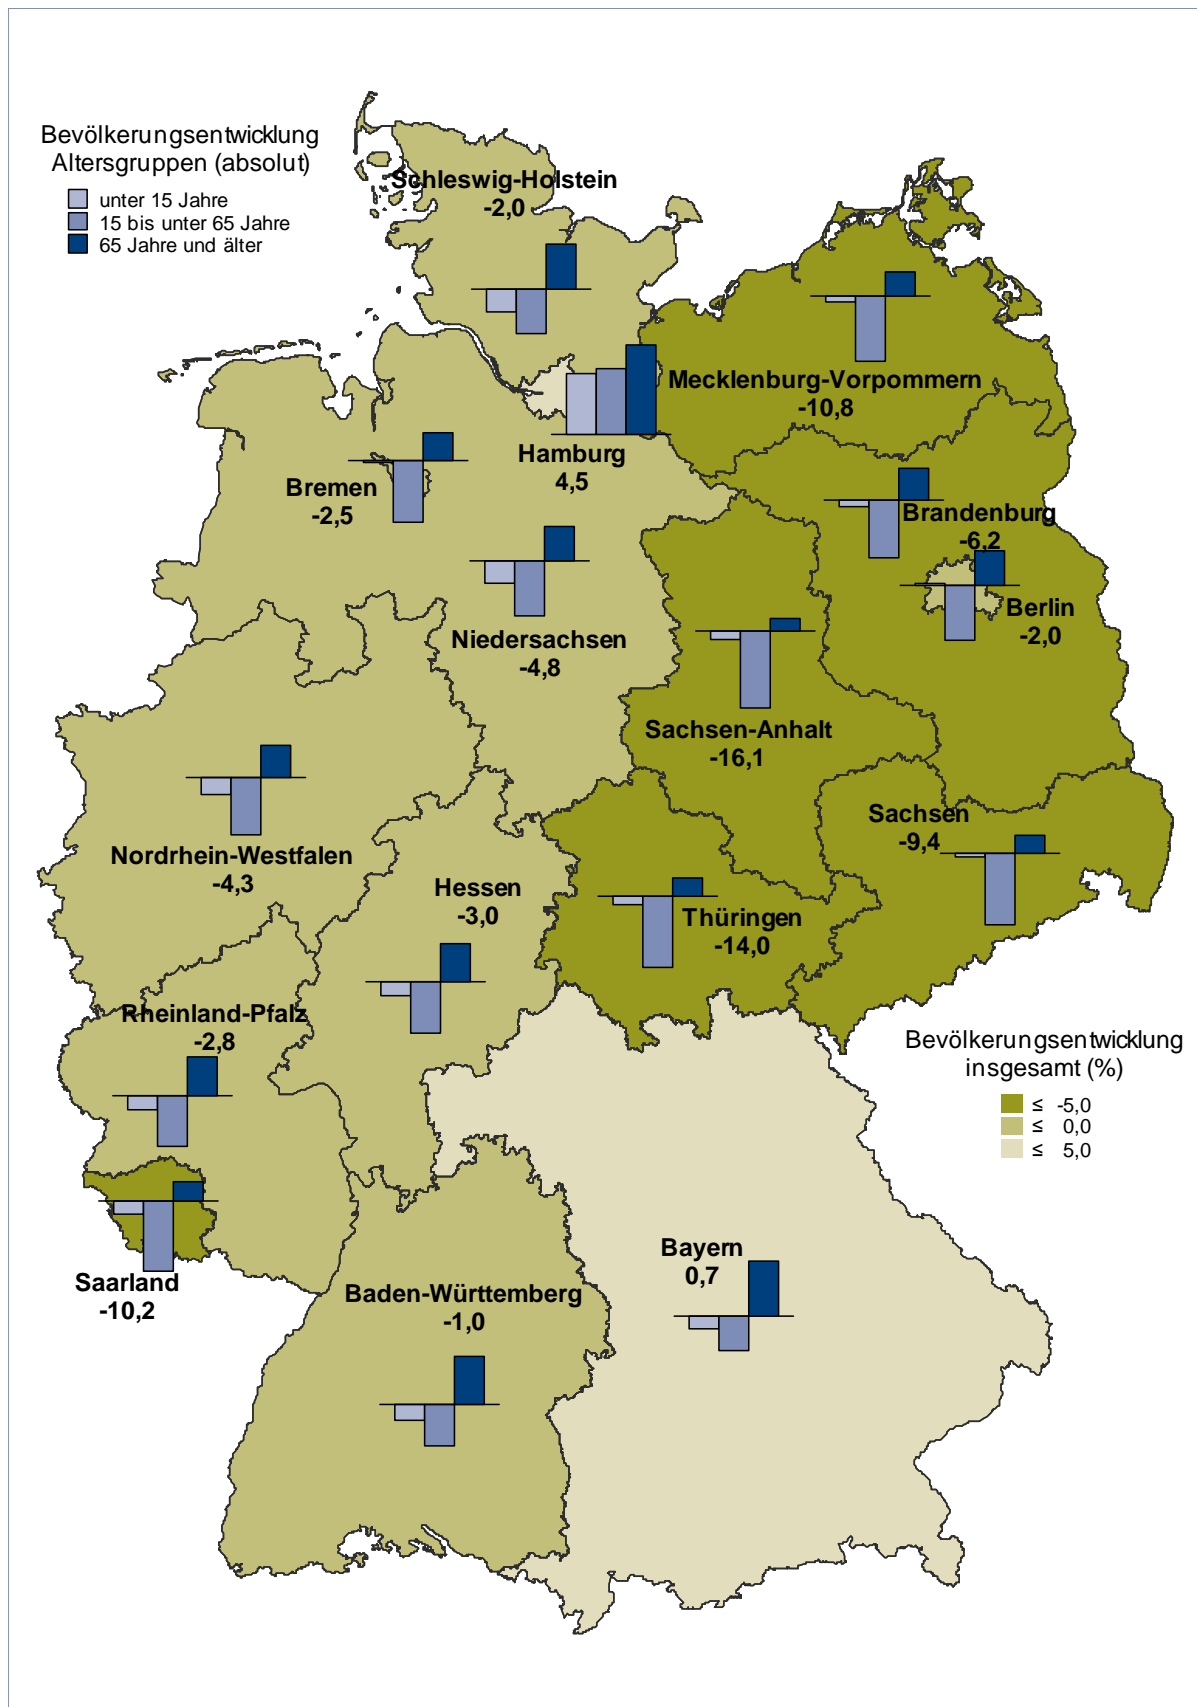 Bevölkerungsentwicklung
Altersgruppen (absolut)
unter 15 Jahre
15 bis unter 65 Jahre
65 Jahre und älter
Schleswig-Holstein
-2,0
Mecklenburg-Vorpommern
-10,8
Hamburg
4,5
Bremen
-2,5
Brandenburg
-6,2
Berlin
-2,0
Niedersachsen
-4,8
Sachsen-Anhalt
-16,1
Sachsen
-9,4
Nordrhein-Westfalen
-4,3
Hessen
-3,0
Thüringen
-14,0
Rheinland-Pfalz
-2,8
Bevölkerungsentwicklung
insgesamt (%)
≤ -5,0
≤ 0,0
≤ 5,0
Saarland
-10,2
Bayern
0,7
Baden-Württemberg
-1,0